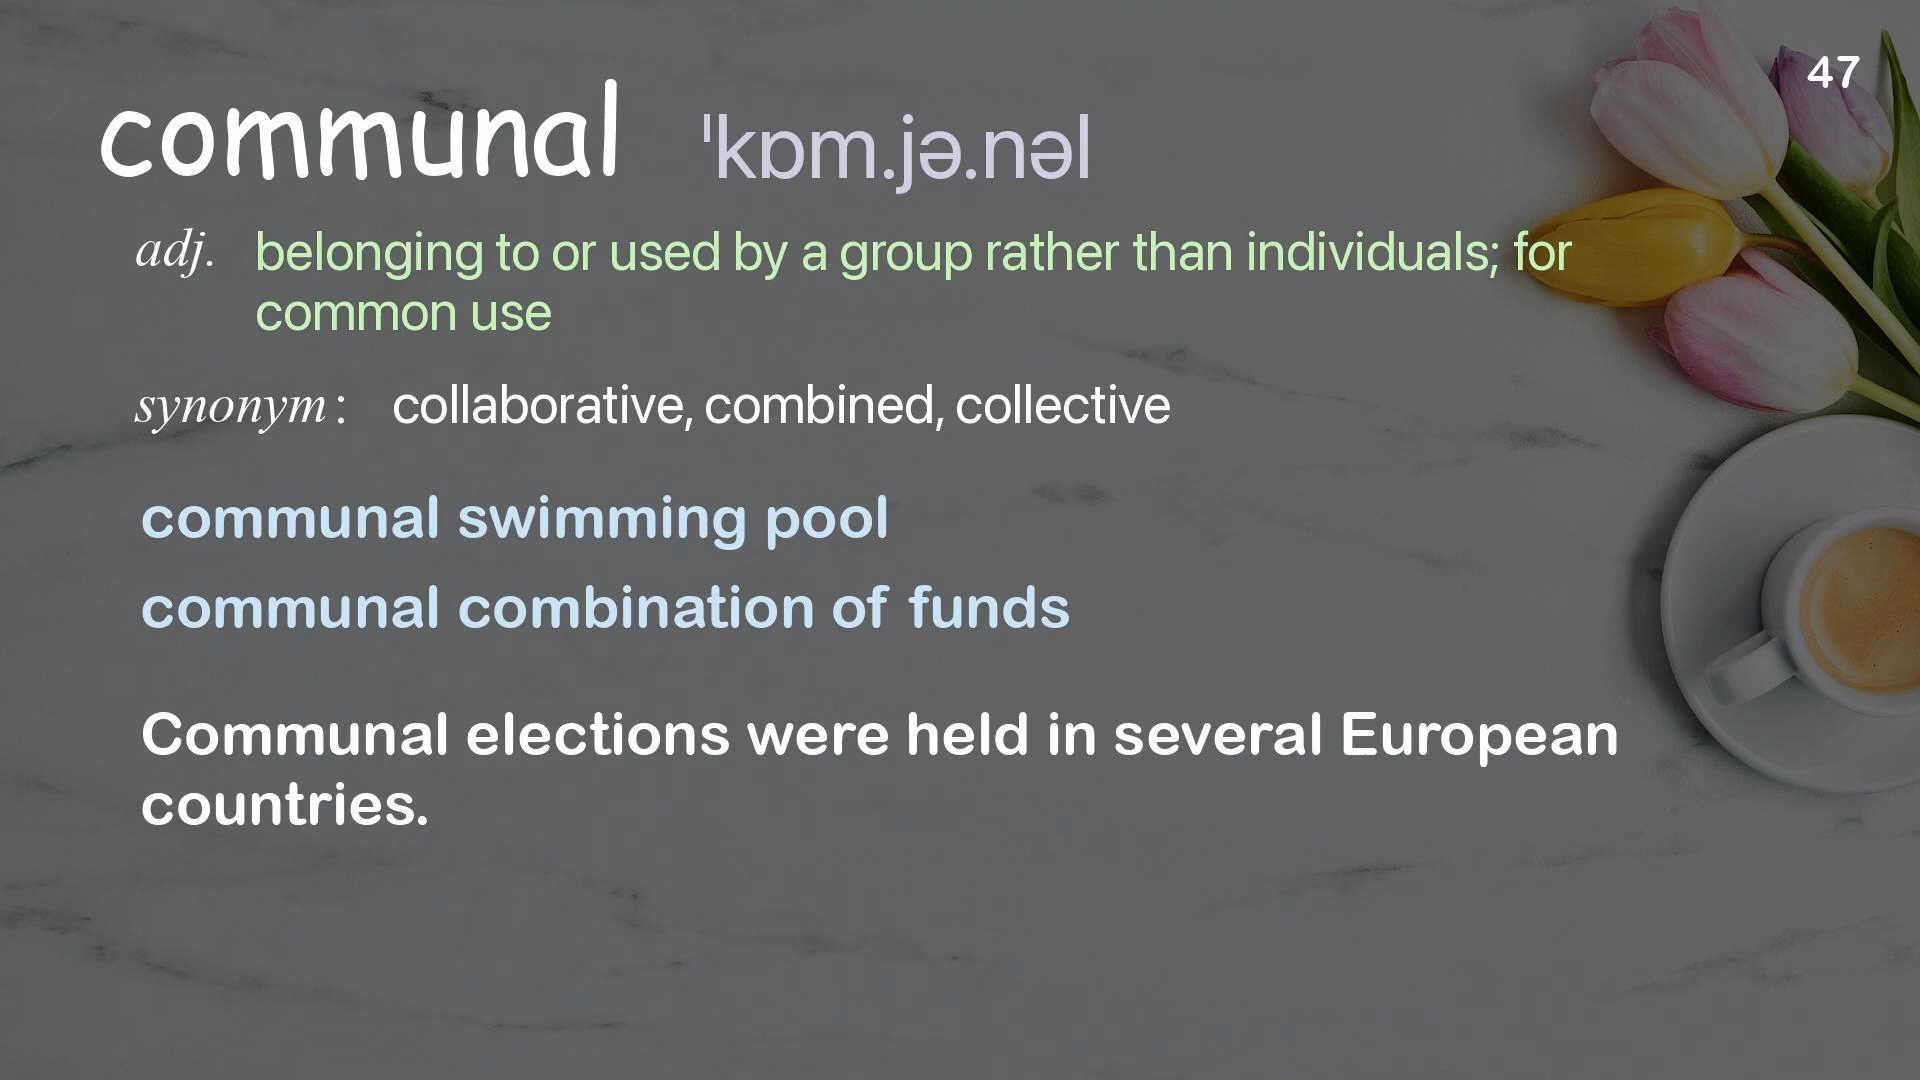 47
communal ˈkɒm.jə.nəl
adj. belonging to or used by a group rather than individuals; for
common use
synonym: collaborative, combined, collective
communal swimming pool
communal combination of funds
Communal elections were held in several European
countries.